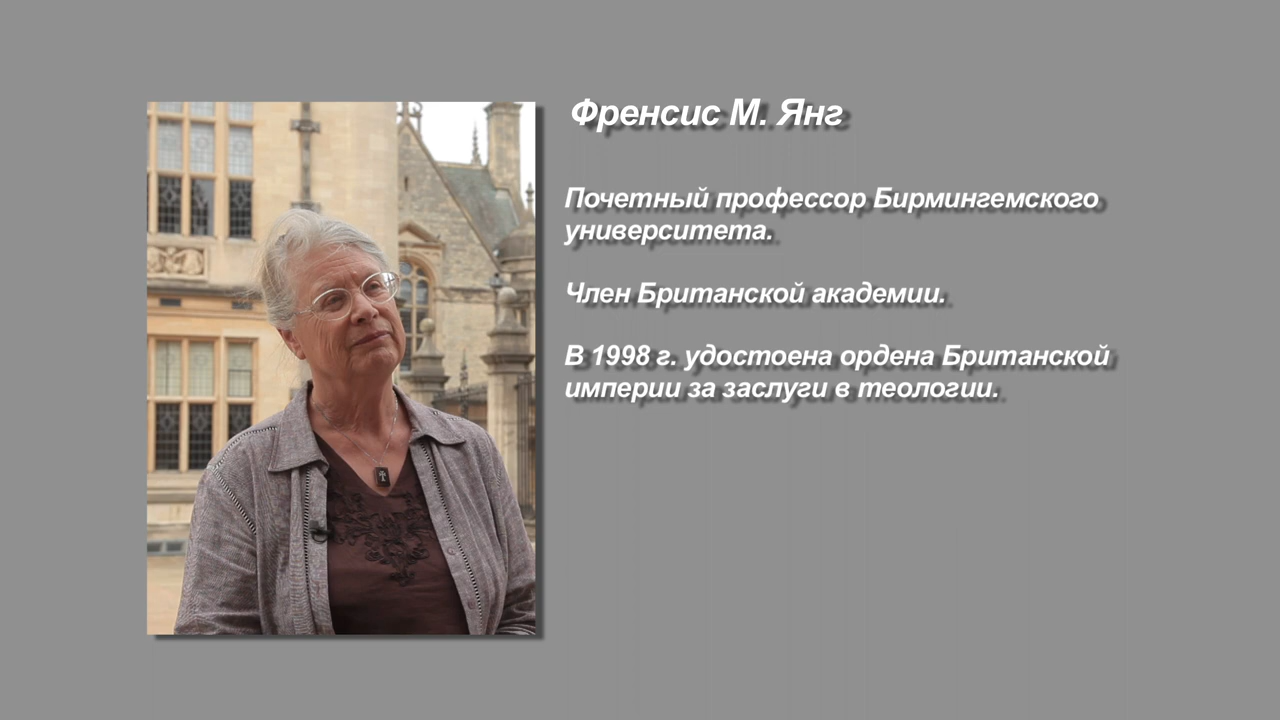 Френсис М. Янг
Почетный профессор Бирмингемского
университета.
Член Британской академии.
В 1998 г. удостоена ордена Британской
империи за заслуги в теологии.